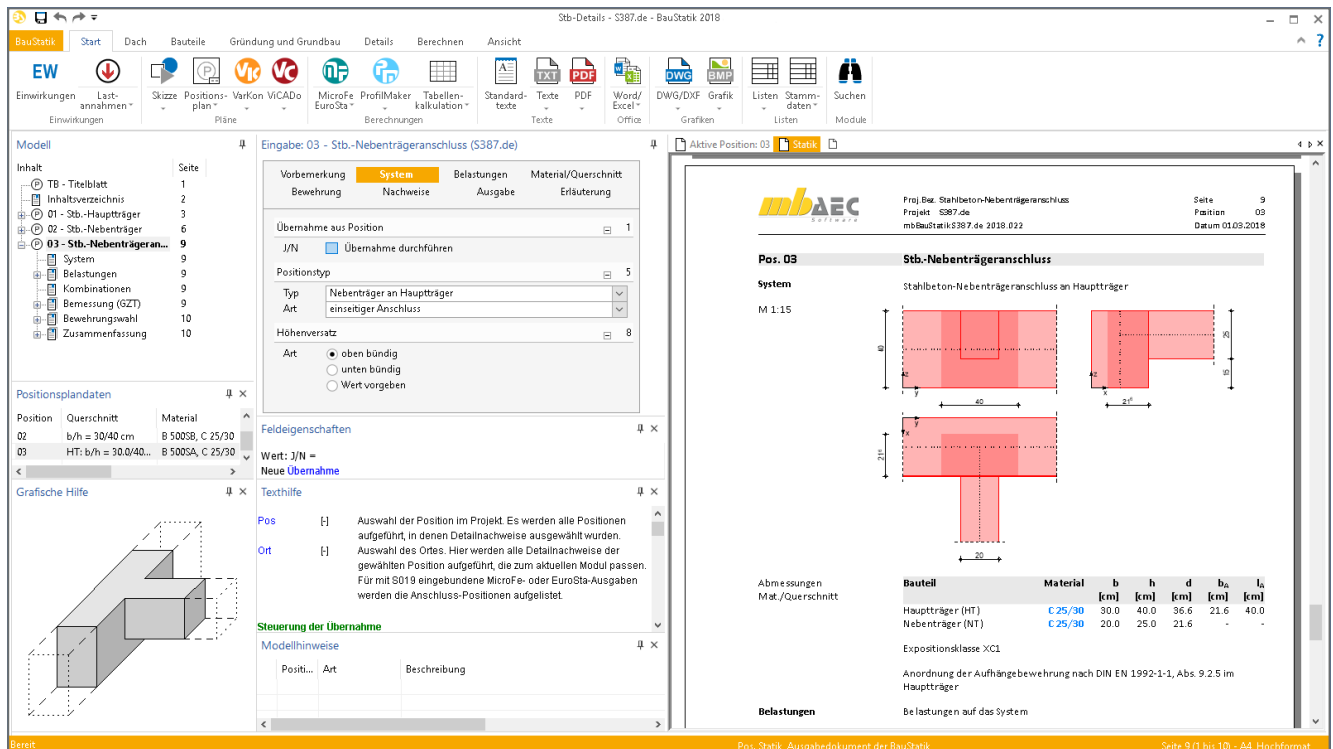 Stb-Details - S387.de - BauStatik 2018
BauStatik Start Dach Bauteile Gründung und Grundbau Details Berechnen Ansicht
EW
Einwirkungen Last-annahmen Skizze Positions-plan VarKon ViCADo MicroFe EuroSta ProfilMaker Tabellen-kalkulation Standard-texte Texte PDF Word/Excel DWG/DXF Grafik Listen Stamm-daten Suchen
TXT PDF DWG BMP
Einwirkungen Pläne Berechnungen Texte Office Grafiken Listen Module
Modell
Inhalt Seite
TB - Titelblatt 1
Inhaltsverzeichnis 2
01 - Stb.-Hauptträger 3
02 - Stb.-Nebenträger 6
03 - Stb.-Nebenträgeran... 9
System 9
Belastungen 9
Kombinationen 9
Bemessung (GZT) 9
Bewehrungswahl 10
Zusammenfassung 10
Positionsplandaten
Position Querschnitt Material
02 b/h = 30/40 cm B 500SB, C 25/30
03 HT: b/h = 30.0/40... B 500SA, C 25/30
Grafische Hilfe
Eingabe: 03 - Stb.-Nebenträgeranschluss (S387.de)
Vorbemerkung System Belastungen Material/Querschnitt
Bewehrung Nachweise Ausgabe Erläuterung
Übernahme aus Position 1
J/N Übernahme durchführen
Positionstyp 5
Typ Nebenträger an Hauptträger
Art einseitiger Anschluss
Höhenversatz 8
Art oben bündig
unten bündig
Wert vorgeben
Feldeigenschaften
Wert: J/N =
Neue Übernahme
Texthilfe
Pos [-] Auswahl der Position im Projekt. Es werden alle Positionen
aufgeführt, in denen Detailnachweise ausgewählt wurden.
Ort [-] Auswahl des Ortes. Hier werden alle Detailnachweise der
gewählten Position aufgeführt, die zum aktuellen Modul passen.
Für mit S019 eingebundene MicroFe- oder EuroSta-Ausgaben
werden die Anschluss-Positionen aufgelistet.
Steuerung der Übernahme
Modellhinweise
Positi... Art Beschreibung
Aktive Position: 03 Statik
mb AEC Software
Proj.Bez. Stahlbeton-Nebenträgeranschluss Seite 9
Projekt S387.de Position 03
mbBauStatik S387.de 2018.022 Datum 01.03.2018
Pos. 03 Stb.-Nebenträgeranschluss
System Stahlbeton-Nebenträgeranschluss an Hauptträger
M 1:15
40 z y 40
z x 21⁶ 25 15
y x 21⁶ 20
Abmessungen Bauteil Material b h d bA lA
Mat./Querschnitt [cm] [cm] [cm] [cm] [cm]
Hauptträger (HT) C 25/30 30.0 40.0 36.6 21.6 40.0
Nebenträger (NT) C 25/30 20.0 25.0 21.6 - -
Expositionsklasse XC1
Anordnung der Aufhängebewehrung nach DIN EN 1992-1-1, Abs. 9.2.5 im
Hauptträger
Belastungen Belastungen auf das System
Bereit Pos. Statik, Ausgabedokument der BauStatik Seite 9 (1 bis 10) - A4, Hochformat